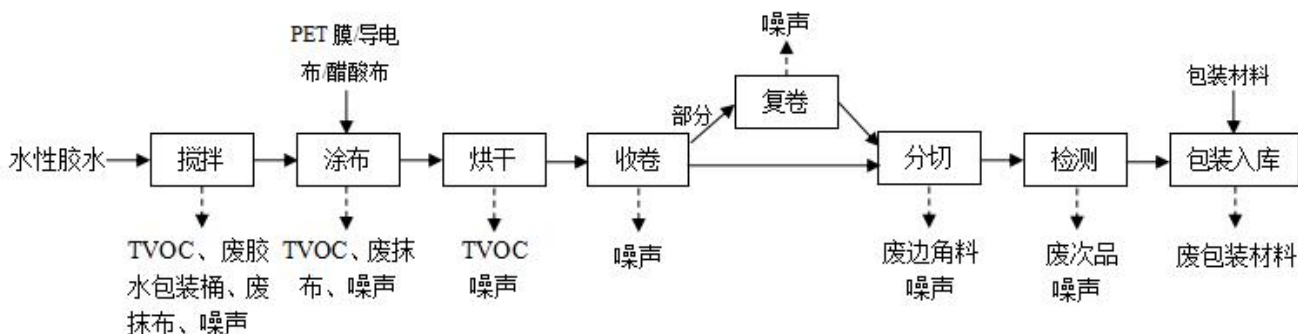 PET 膜/导电
布/醋酸布
噪声
包装材料
部分
复卷
水性胶水
搅拌
涂布
烘干
收卷
分切
检测
包装入库
TVOC、废胶
水包装桶、废
抹布、噪声
TVOC、废抹
布、噪声
TVOC
噪声
噪声
废边角料
噪声
废次品
噪声
废包装材料